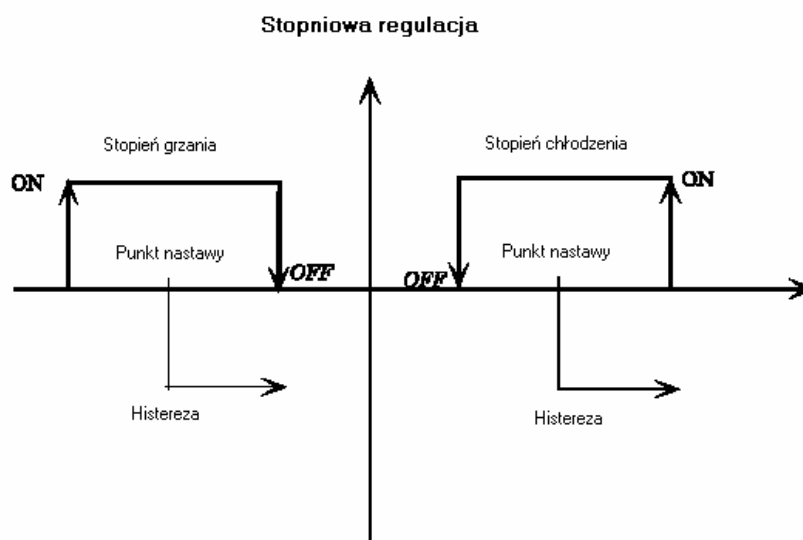 Stopniowa regulacja
Stopień grzania
Stopień chłodzenia
ON
ON
Punkt nastawy
Punkt nastawy
OFF
OFF
Histereza
Histereza